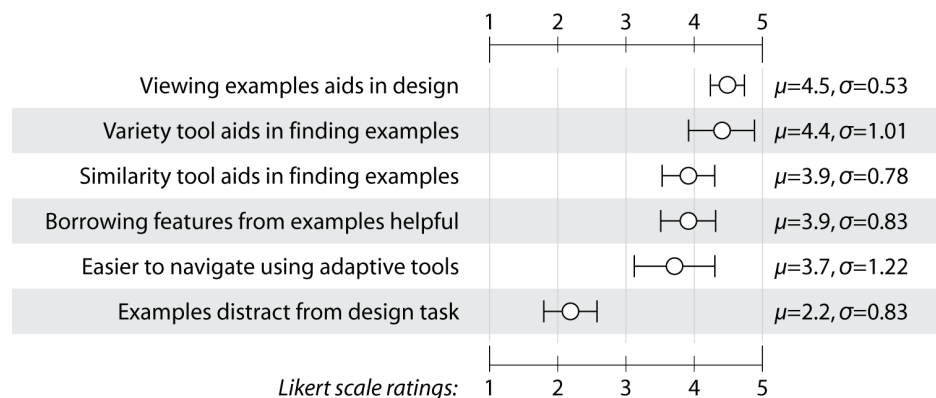 1 2 3 4 5
Viewing examples aids in design μ=4.5, σ=0.53
Variety tool aids in finding examples μ=4.4, σ=1.01
Similarity tool aids in finding examples μ=3.9, σ=0.78
Borrowing features from examples helpful μ=3.9, σ=0.83
Easier to navigate using adaptive tools μ=3.7, σ=1.22
Examples distract from design task μ=2.2, σ=0.83
Likert scale ratings: 1 2 3 4 5